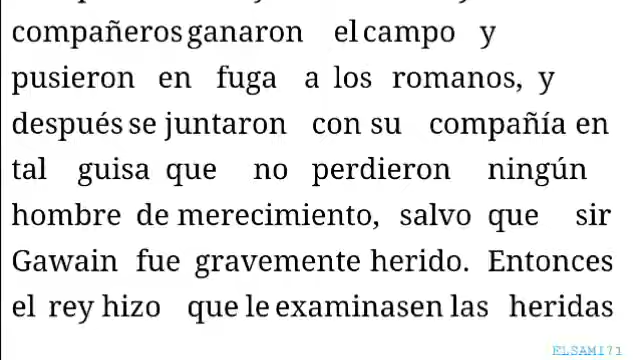 compañeros ganaron el campo y
pusieron en fuga a los romanos, y
después se juntaron con su compañía en
tal guisa que no perdieron ningún
hombre de merecimiento, salvo que sir
Gawain fue gravemente herido. Entonces
el rey hizo que le examinasen las heridas
ELSAMI71